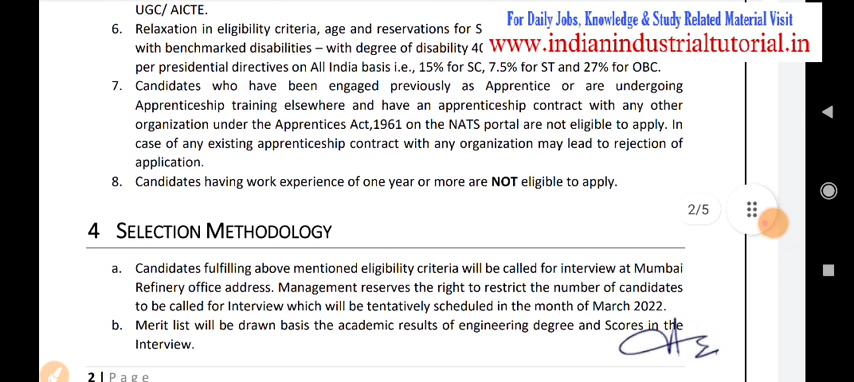 UGC/ AICTE.
6. Relaxation in eligibility criteria, age and reservations for S
with benchmarked disabilities – with degree of disability 40
per presidential directives on All India basis i.e., 15% for SC, 7.5% for ST and 27% for OBC.
7. Candidates who have been engaged previously as Apprentice or are undergoing
Apprenticeship training elsewhere and have an apprenticeship contract with any other
organization under the Apprentices Act,1961 on the NATS portal are not eligible to apply. In
case of any existing apprenticeship contract with any organization may lead to rejection of
application.
8. Candidates having work experience of one year or more are NOT eligible to apply.
For Daily Jobs, Knowledge & Study Related Material Visit
www.indianindustrialtutorial.in
2/5
4 SELECTION METHODOLOGY
a. Candidates fulfilling above mentioned eligibility criteria will be called for interview at Mumbai
Refinery office address. Management reserves the right to restrict the number of candidates
to be called for Interview which will be tentatively scheduled in the month of March 2022.
b. Merit list will be drawn basis the academic results of engineering degree and Scores in the
Interview.
2 | Page